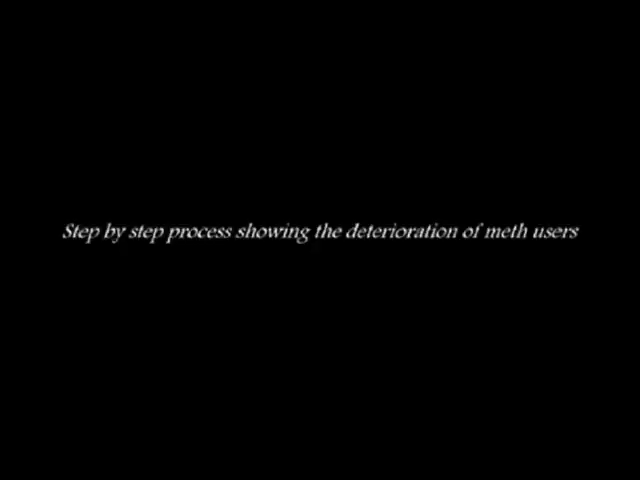 Step by step process showing the deterioration of meth users